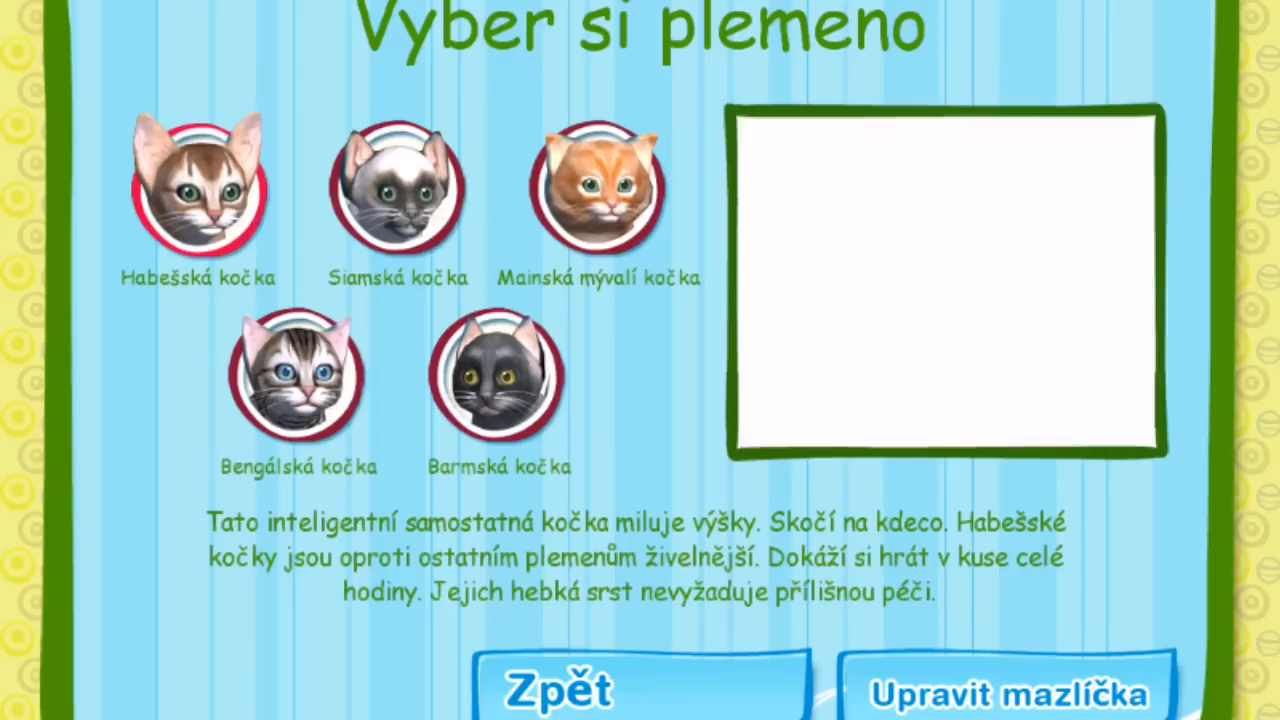 Vyber si plemeno
Habešská kočka
Siamská kočka
Mainská mývalí kočka
Bengálská kočka
Barmská kočka
Tato inteligentní samostatná kočka miluje výšky. Skočí na kdeco. Habešské
kočky jsou oproti ostatním plemenům živelnější. Dokáží si hrát v kuse celé
hodiny. Jejich hebká srst nevyžaduje přílišnou péči.
Zpět
Upravit mazlíčka